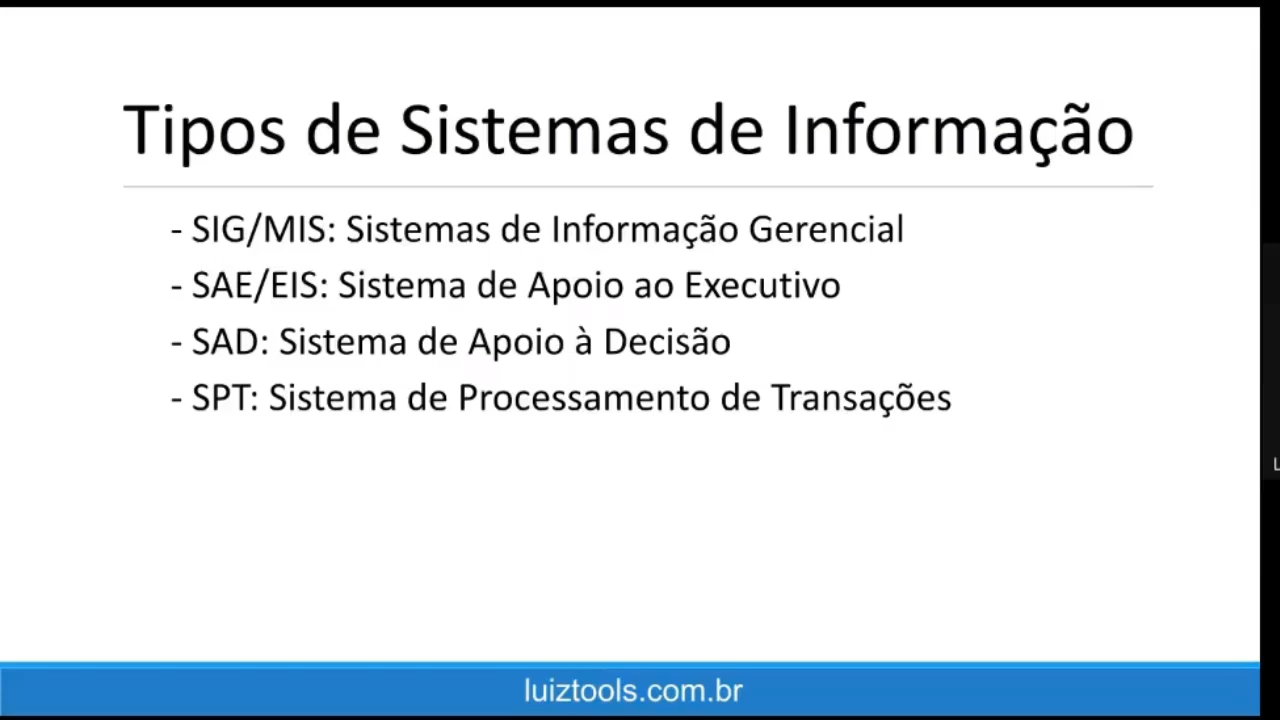 Tipos de Sistemas de Informação
- SIG/MIS: Sistemas de Informação Gerencial
- SAE/EIS: Sistema de Apoio ao Executivo
- SAD: Sistema de Apoio à Decisão
- SPT: Sistema de Processamento de Transações
luiztools.com.br